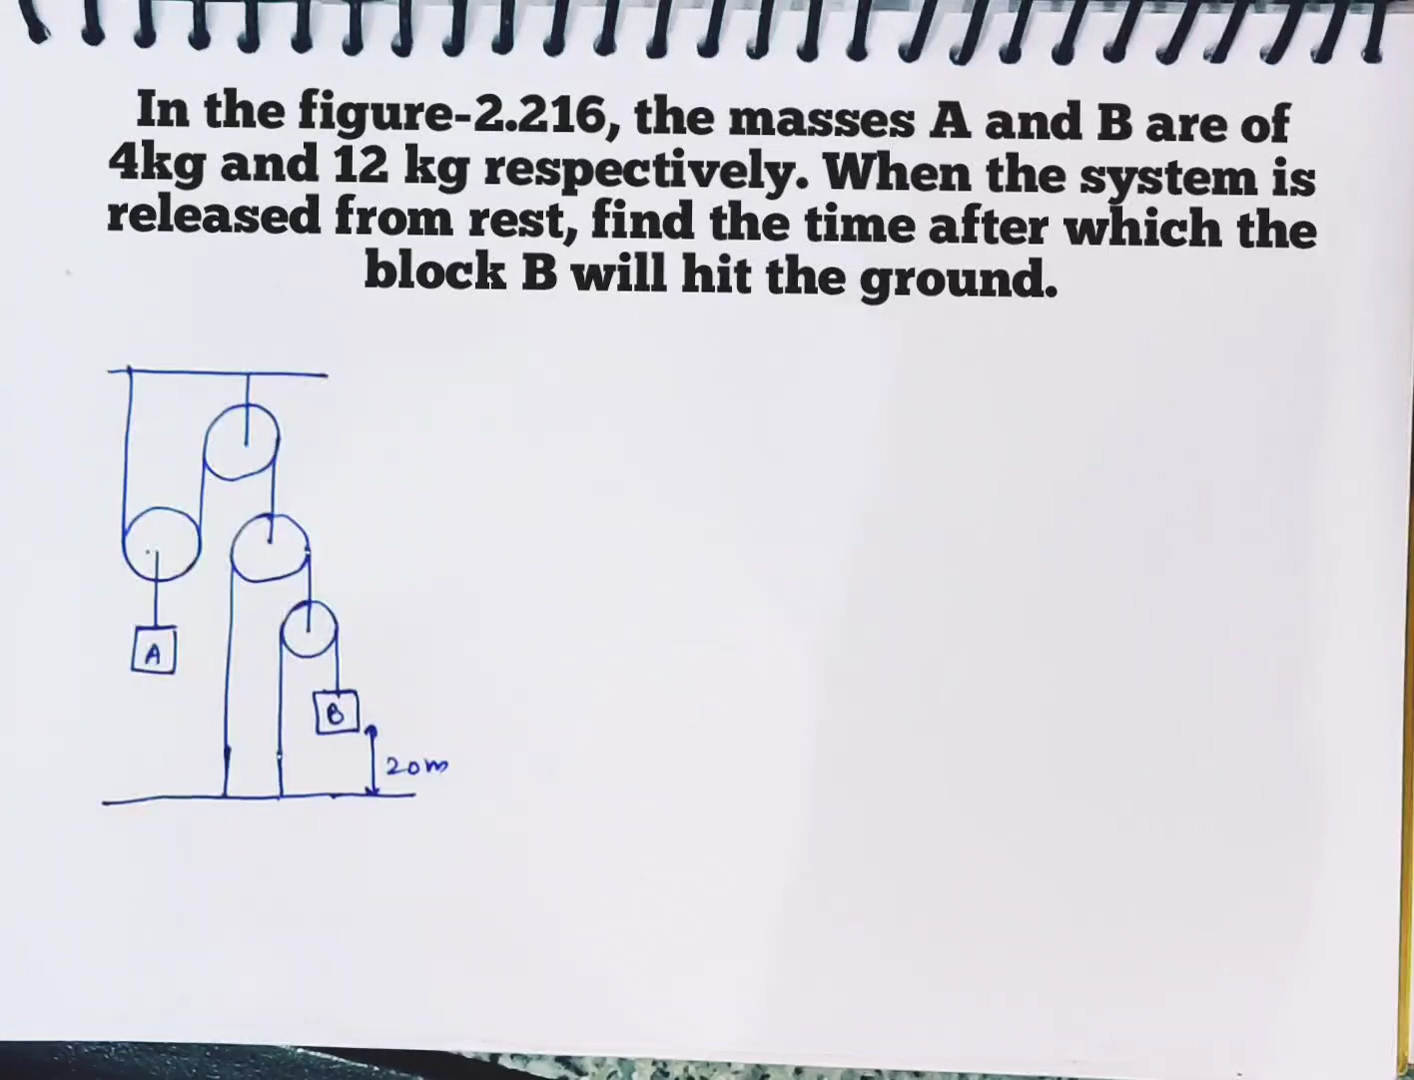 In the figure-2.216, the masses A and B are of
4kg and 12 kg respectively. When the system is
released from rest, find the time after which the
block B will hit the ground.
A
B
20m